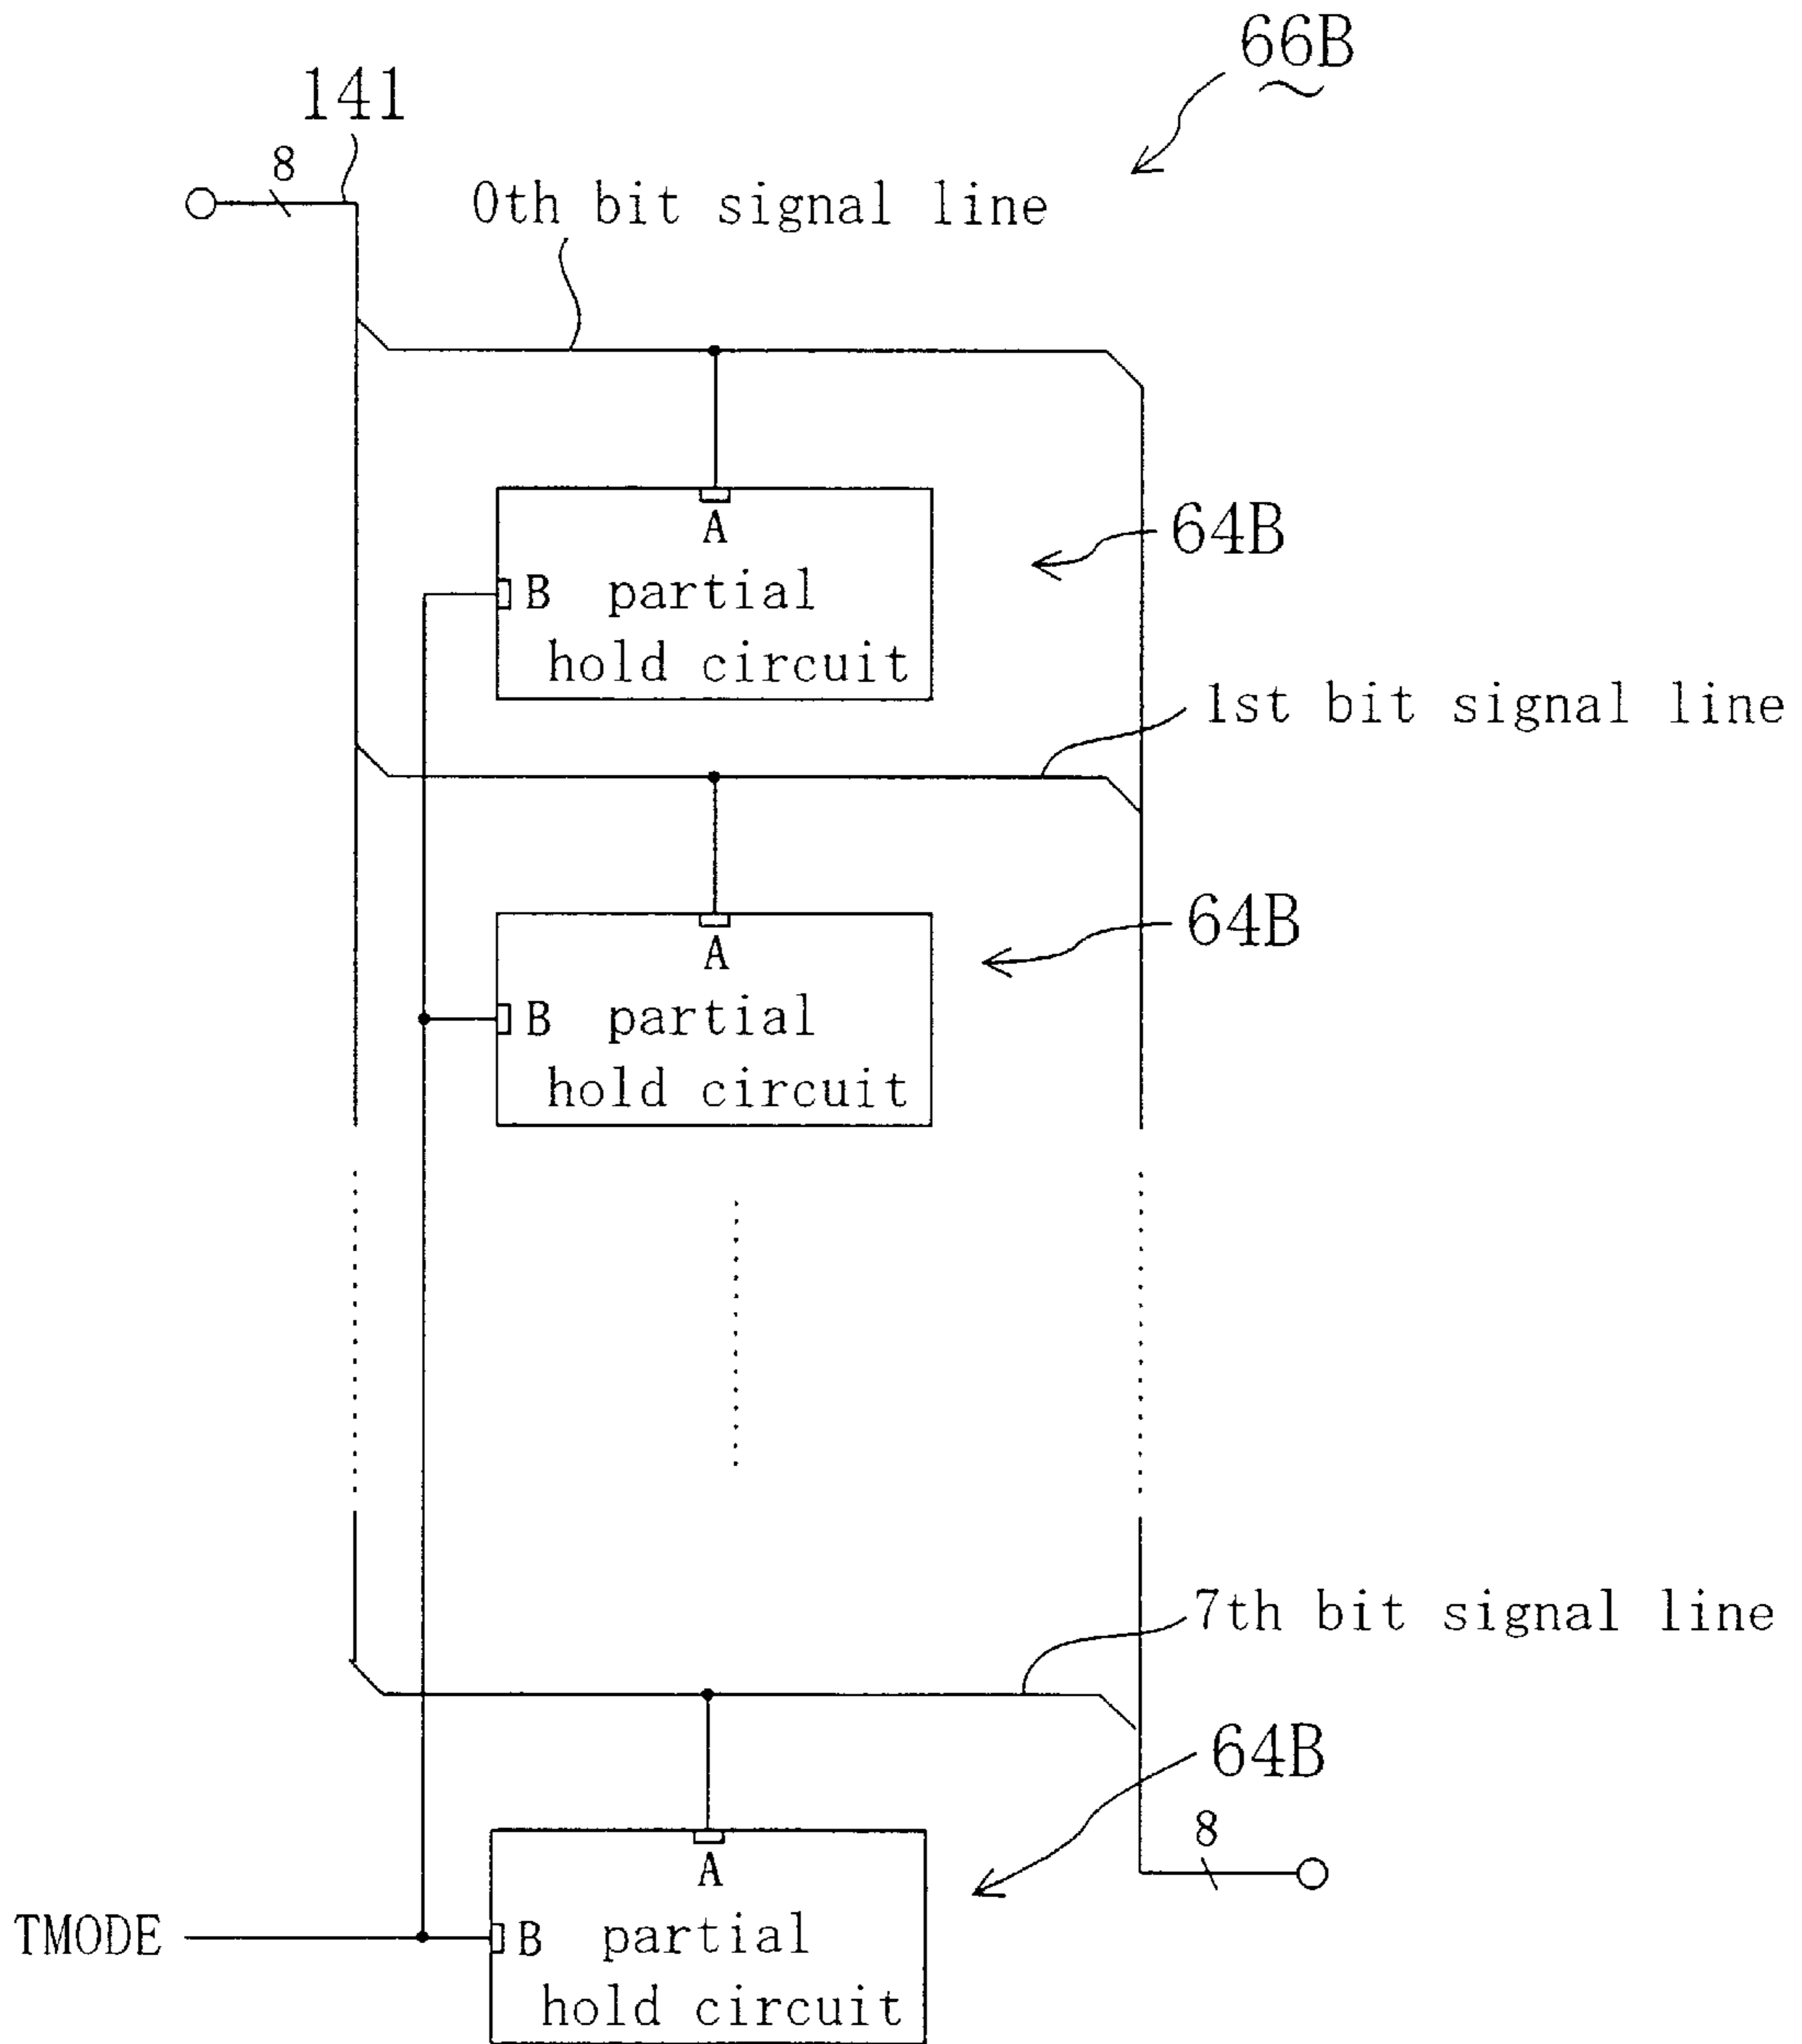 66B
141
8
0th bit signal line
A
64B
B partial
hold circuit
1st bit signal line
64B
A
B partial
hold circuit
7th bit signal line
64B
8
A
TMODE
B partial
hold circuit